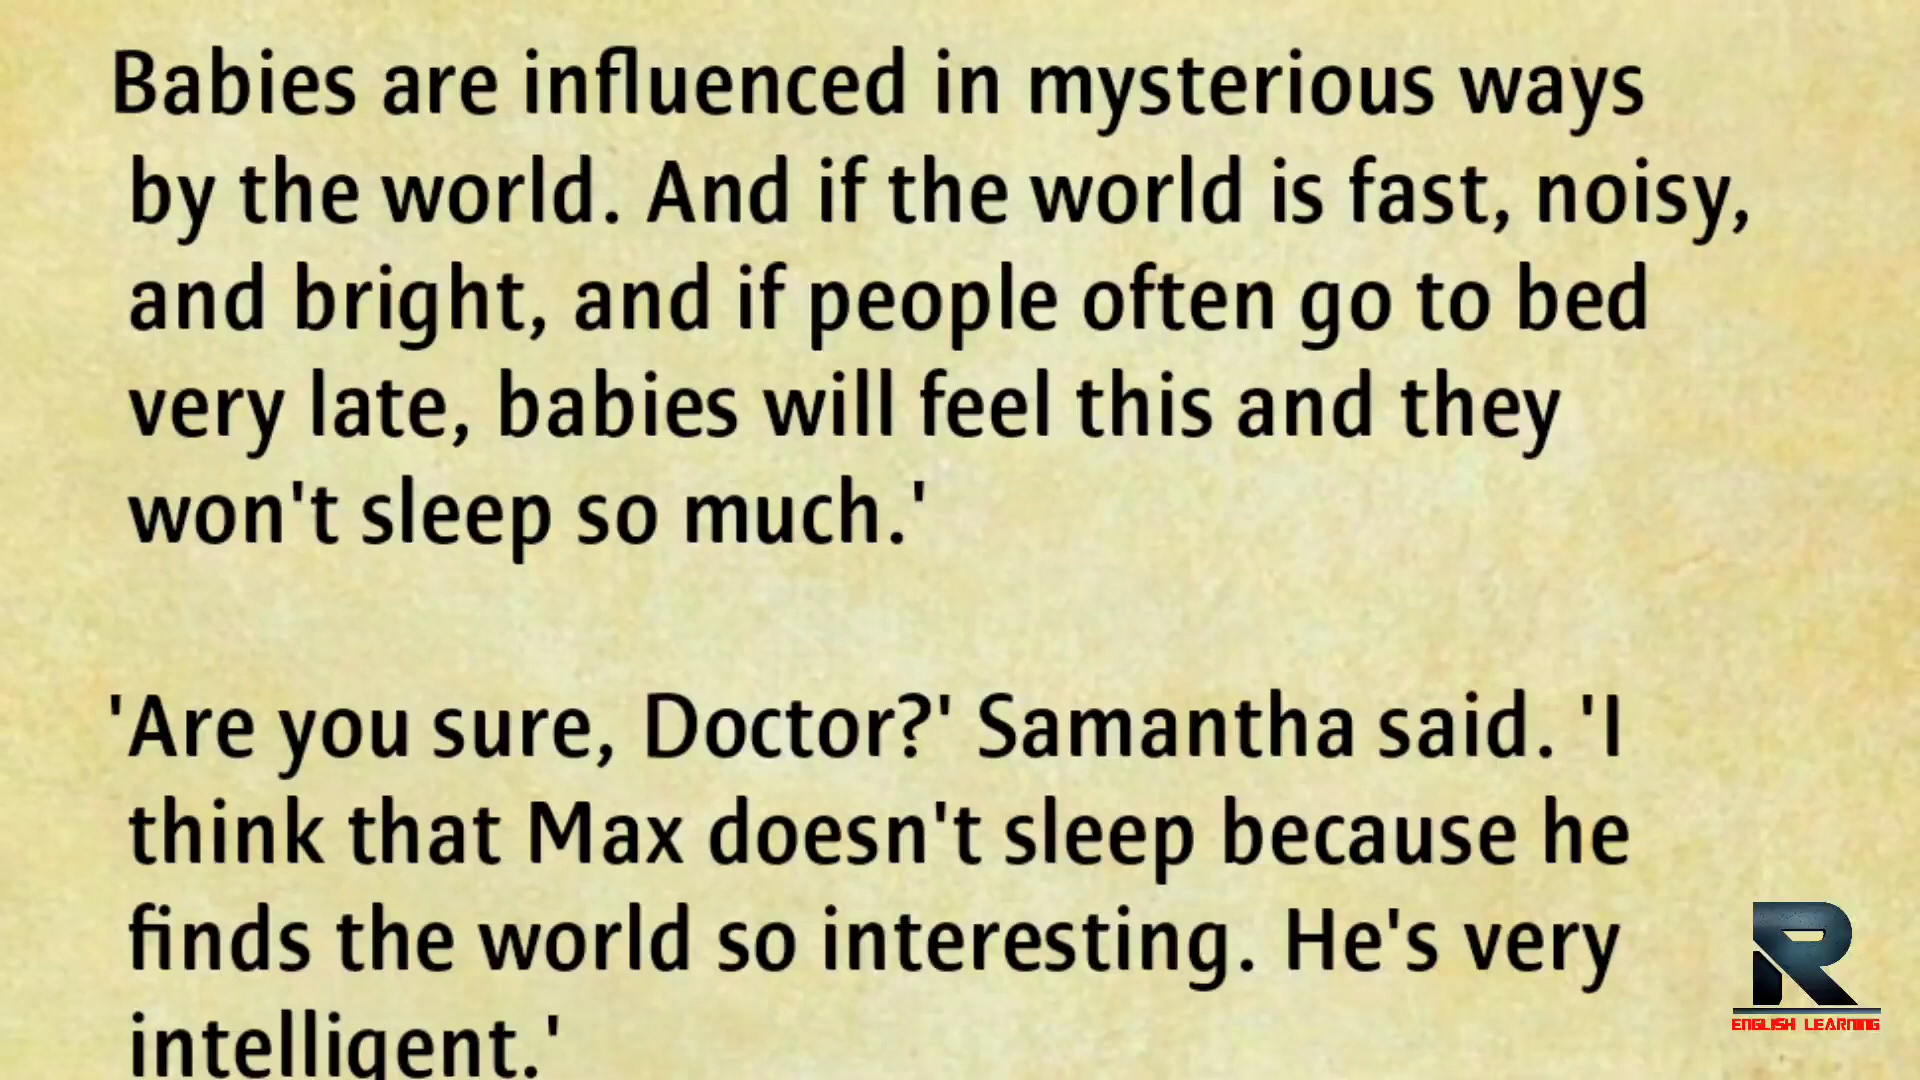 Babies are influenced in mysterious ways
by the world. And if the world is fast, noisy,
and bright, and if people often go to bed
very late, babies will feel this and they
won't sleep so much.'
'Are you sure, Doctor?' Samantha said. 'I
think that Max doesn't sleep because he
finds the world so interesting. He's very
intelligent.'
R
ENGLISH LEARNING